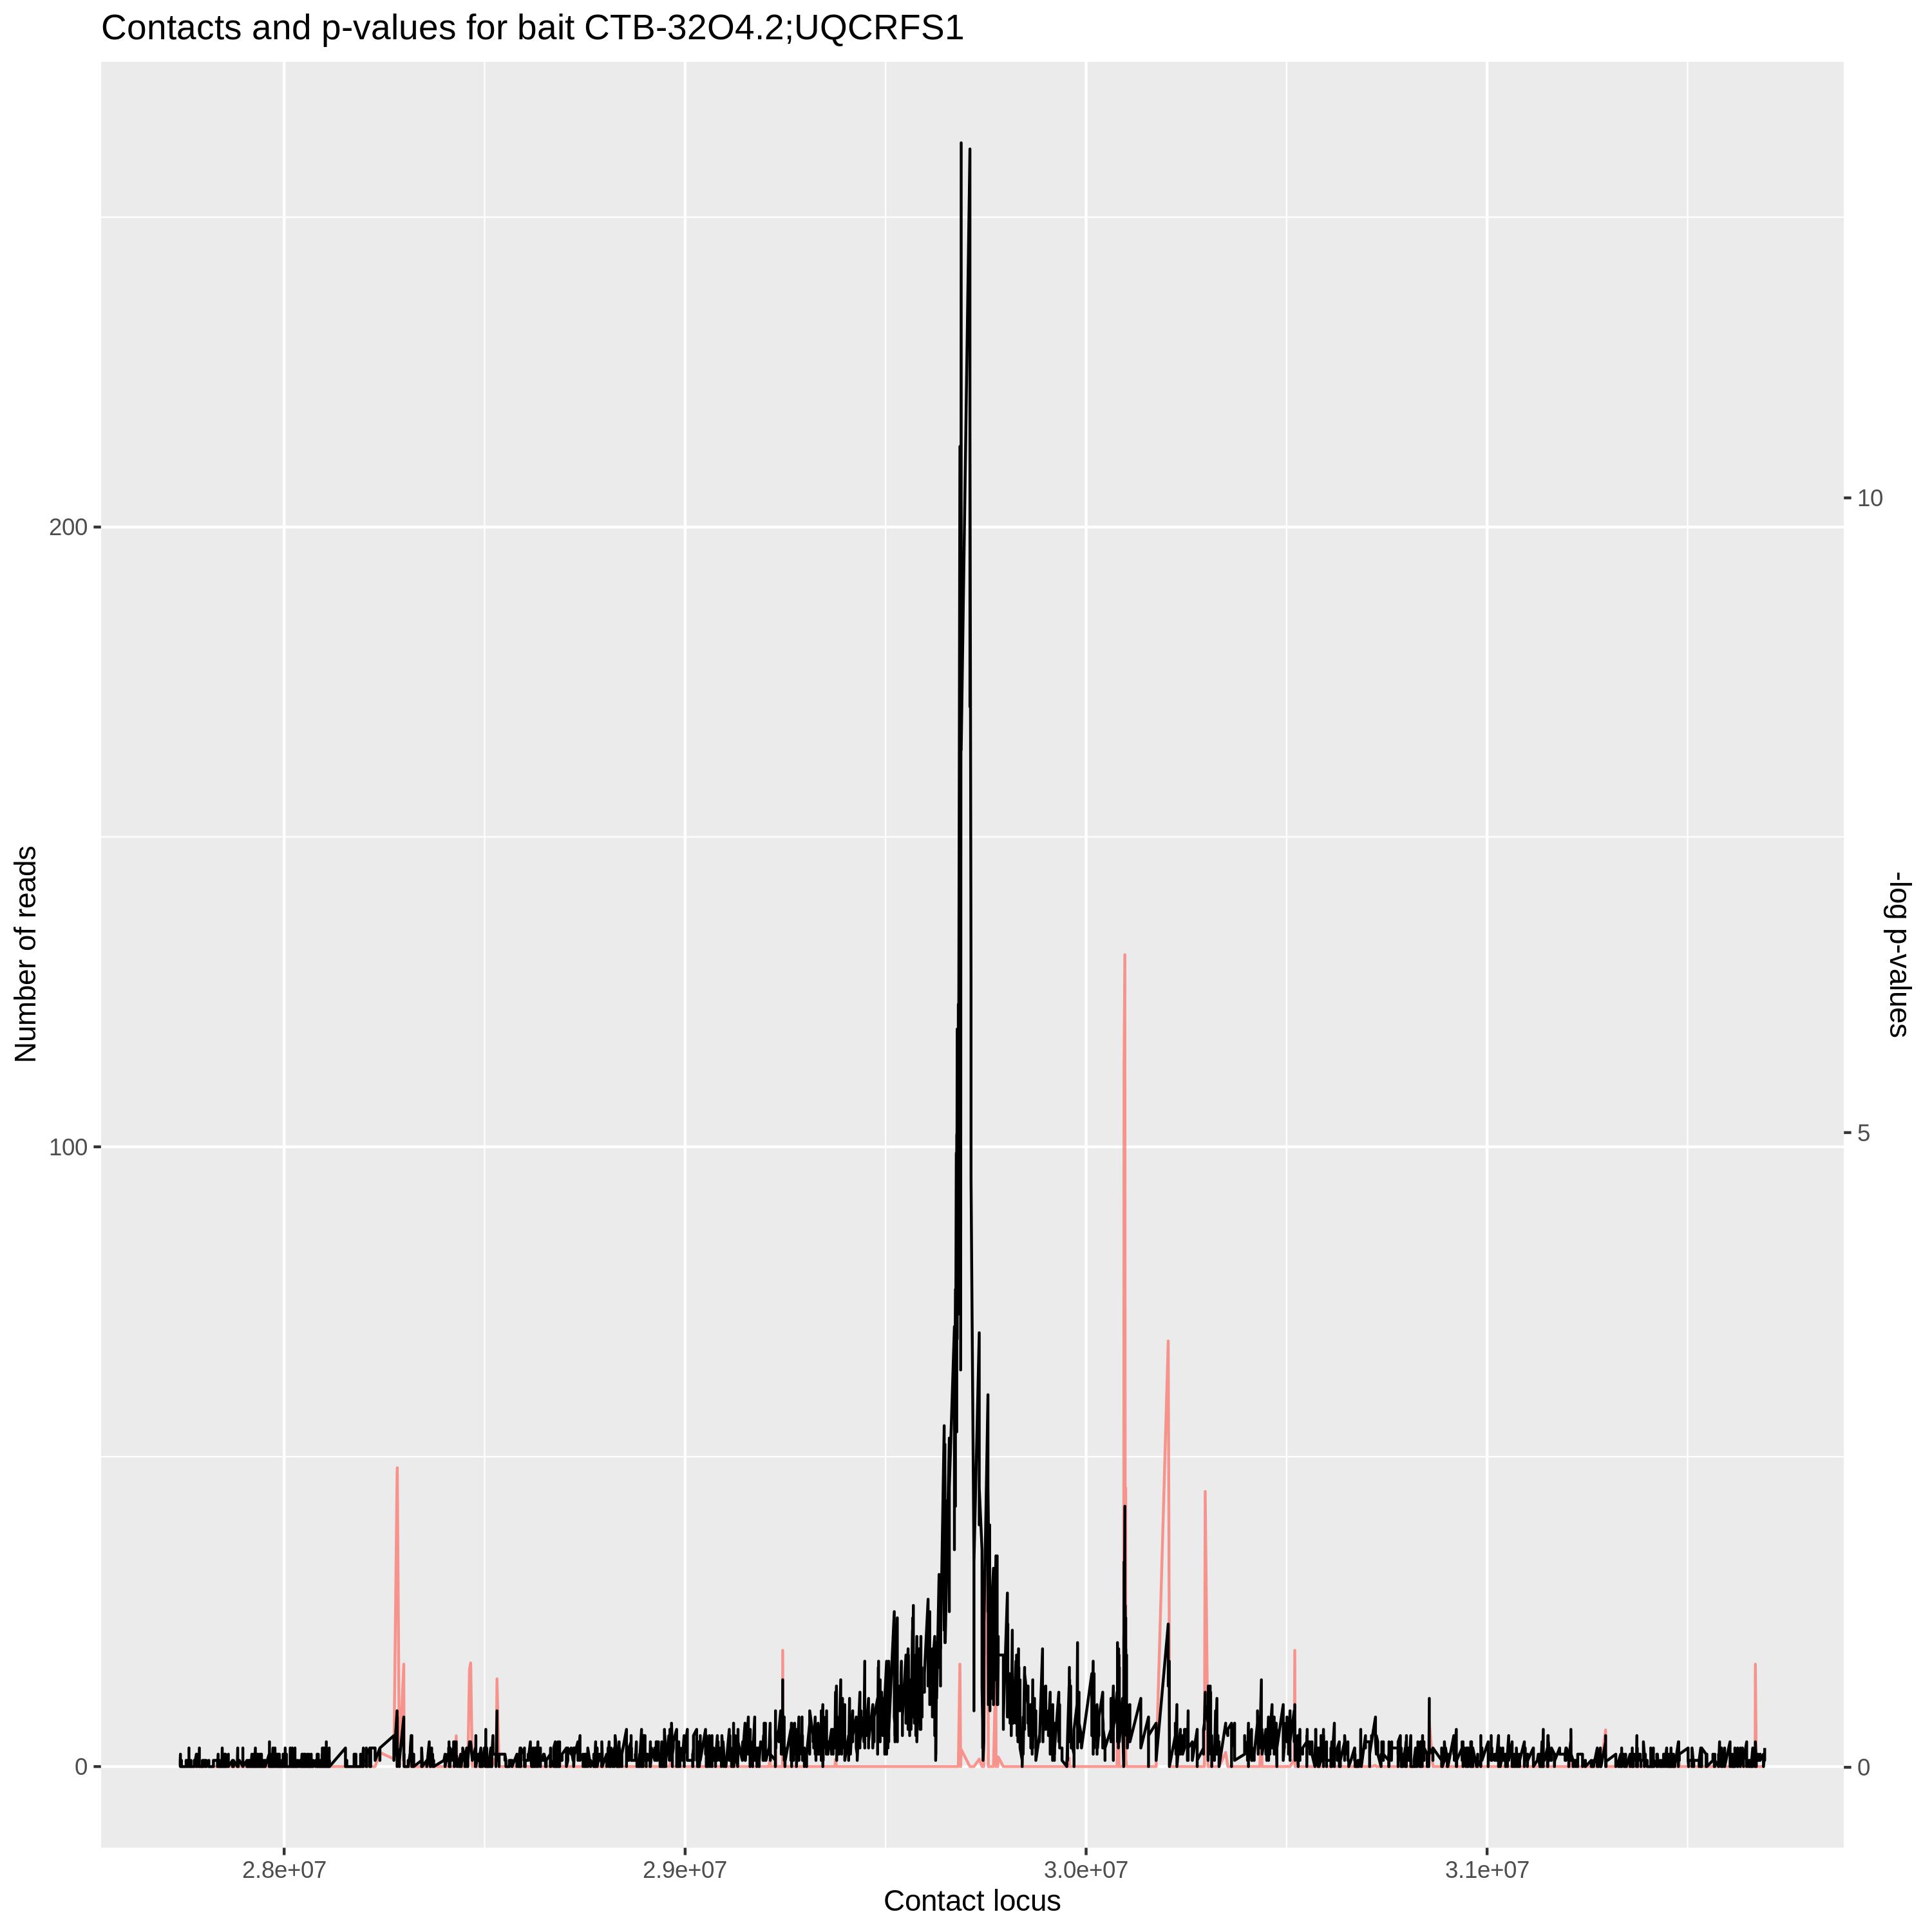 Contacts and p-values for bait CTB-32O4.2;UQCRFS1
Number of reads
200
100
0
10
5
0
-log p-values
2.8e+07 2.9e+07 3.0e+07 3.1e+07
Contact locus